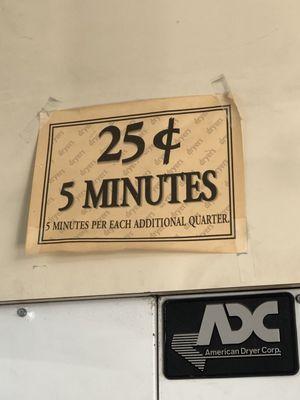 25¢
5 MINUTES
5 MINUTES PER EACH ADDITIONAL QUARTER.
ADC
American Dryer Corp.